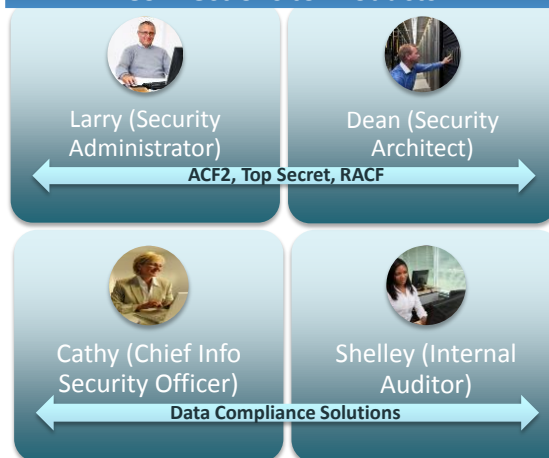 Larry (Security
Administrator)
Dean (Security
Architect)
ACF2, Top Secret, RACF
Cathy (Chief Info
Security Officer)
Shelley (Internal
Auditor)
Data Compliance Solutions